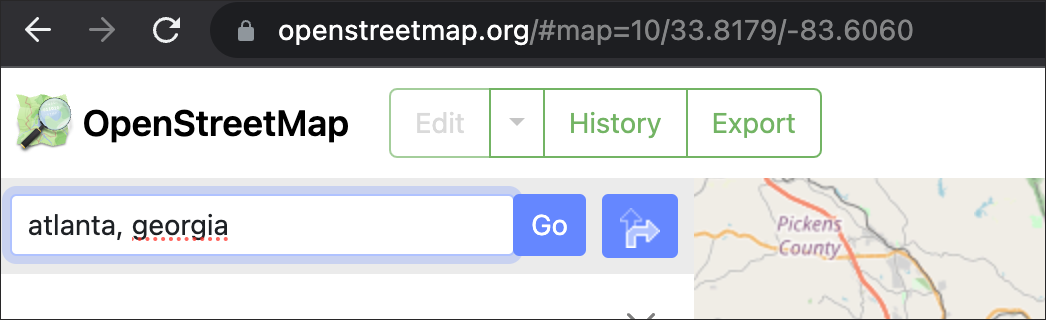 openstreetmap.org/#map=10/33.8179/-83.6060
OpenStreetMap
Edit
History
Export
atlanta, georgia
Go
Pickens
County